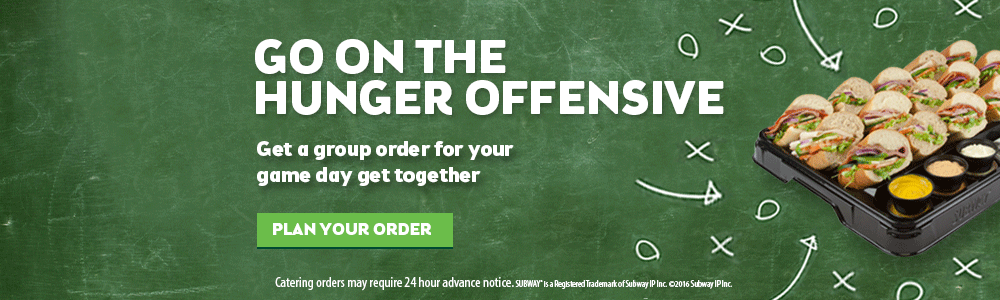 GO ON THE
HUNGER OFFENSIVE
Get a group order for your
game day get together
PLAN YOUR ORDER
Catering orders may require 24 hour advance notice. SUBWAY® is a Registered Trademark of Subway IP Inc. ©2016 Subway IP Inc.
SUBWAY